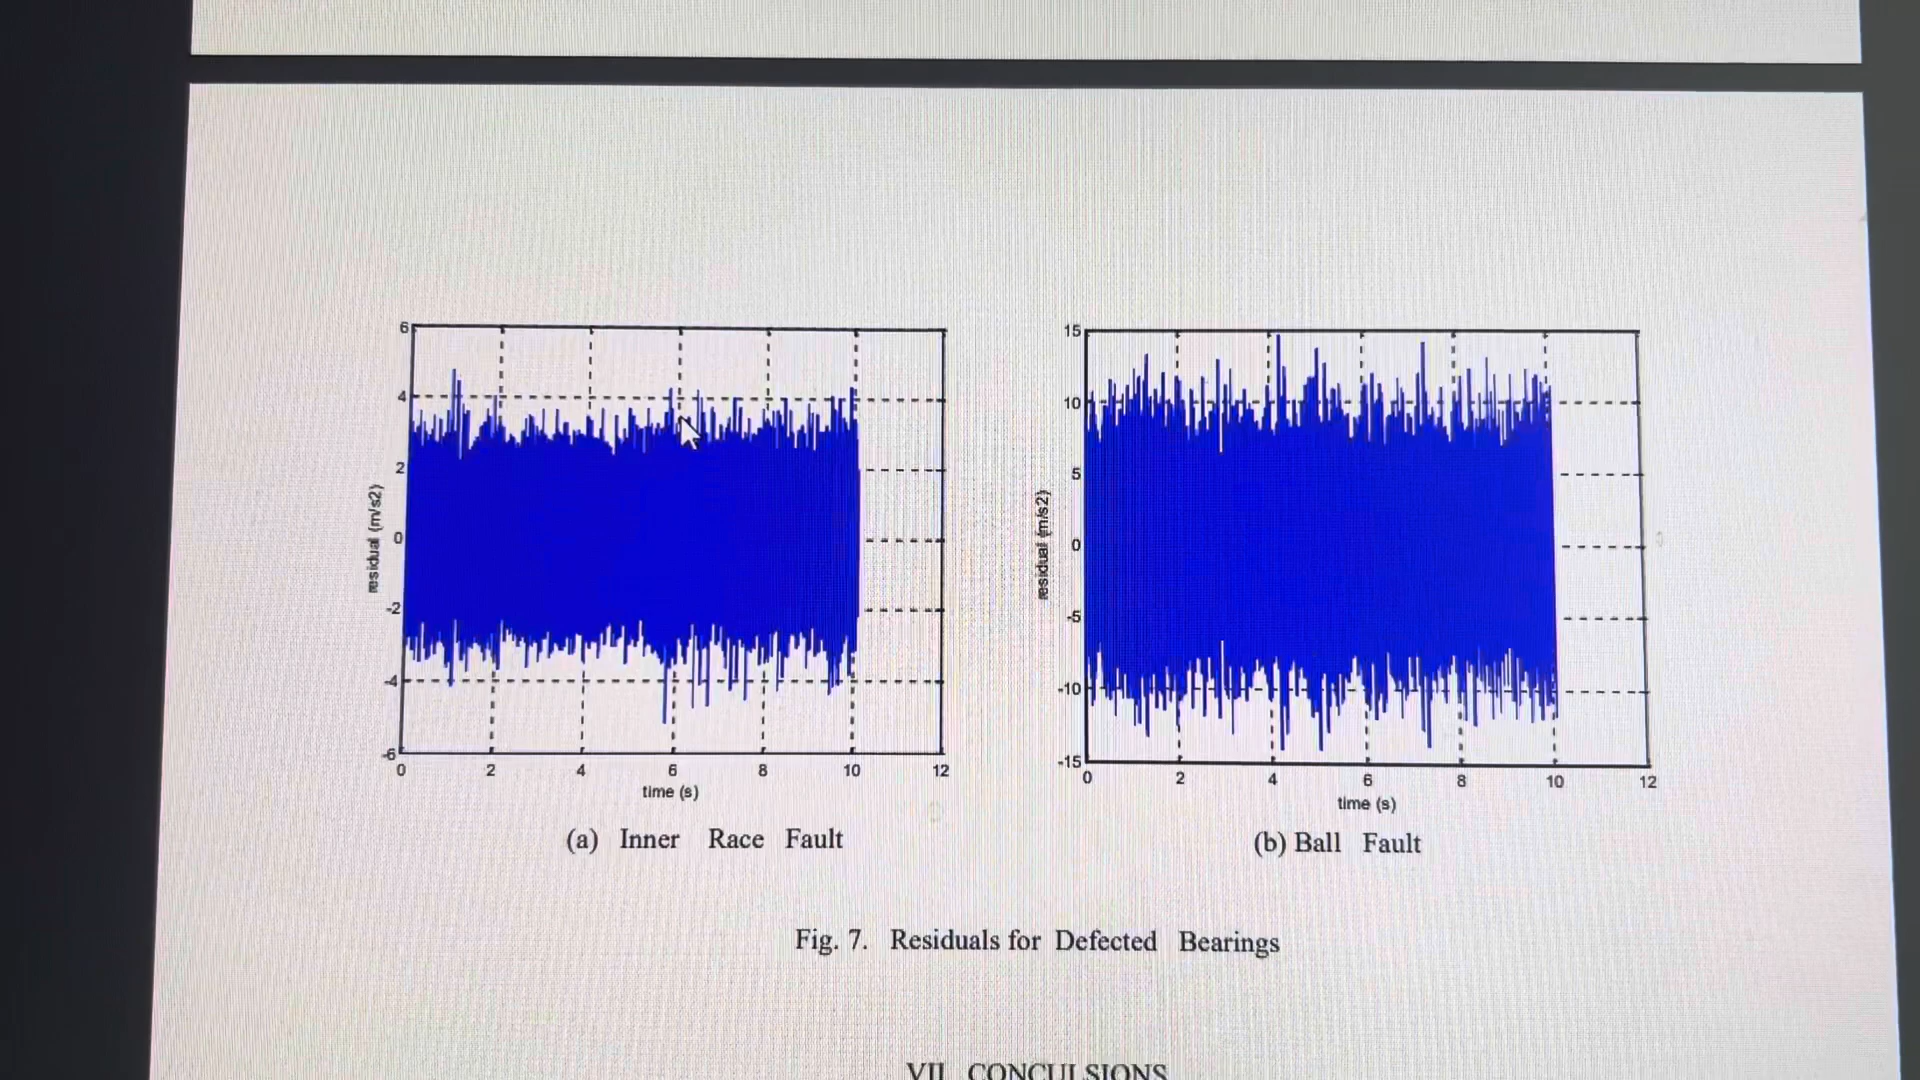 6
4
2
0
-2
-4
-6
residual (m/s2)
0 2 4 6 8 10 12
time (s)
(a) Inner Race Fault
15
10
5
0
-5
-10
-15
residual (m/s2)
0 2 4 6 8 10 12
time (s)
(b) Ball Fault
Fig. 7. Residuals for Defected Bearings
VII. CONCULSIONS